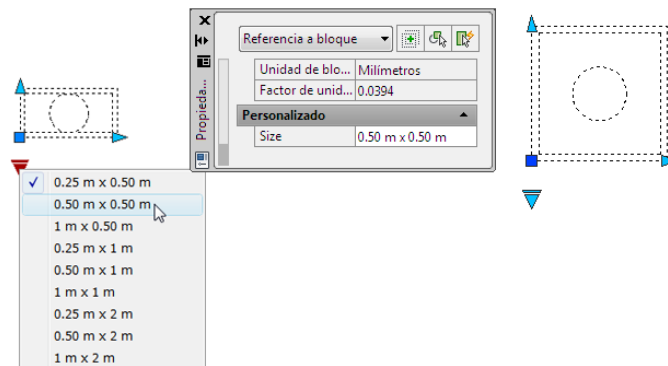 Referencia a bloque
Unidad de blo... Milímetros
Factor de unid... 0.0394
Personalizado
Size 0.50 m x 0.50 m
Propieda...
0.25 m x 0.50 m
0.50 m x 0.50 m
1 m x 0.50 m
0.25 m x 1 m
0.50 m x 1 m
1 m x 1 m
0.25 m x 2 m
0.50 m x 2 m
1 m x 2 m